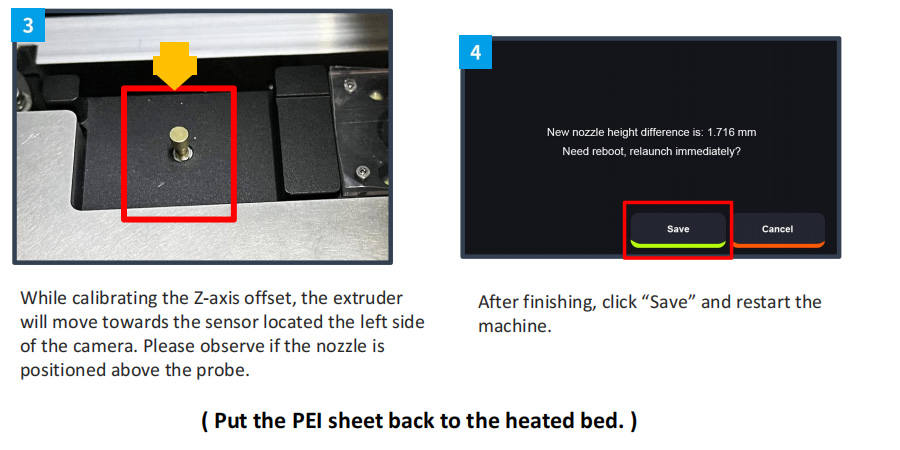 3
While calibrating the Z-axis offset, the extruder
will move towards the sensor located the left side
of the camera. Please observe if the nozzle is
positioned above the probe.
4
New nozzle height difference is: 1.716 mm
Need reboot, relaunch immediately?
Save
Cancel
After finishing, click “Save” and restart the
machine.
( Put the PEI sheet back to the heated bed. )